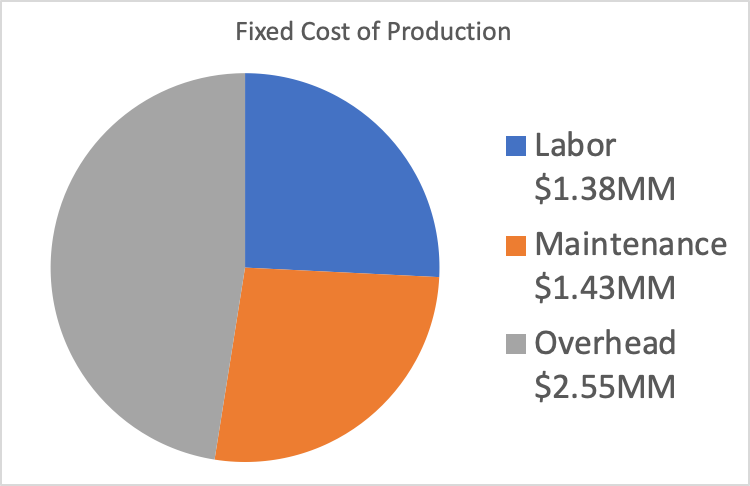 Fixed Cost of Production
Labor
$1.38MM
Maintenance
$1.43MM
Overhead
$2.55MM